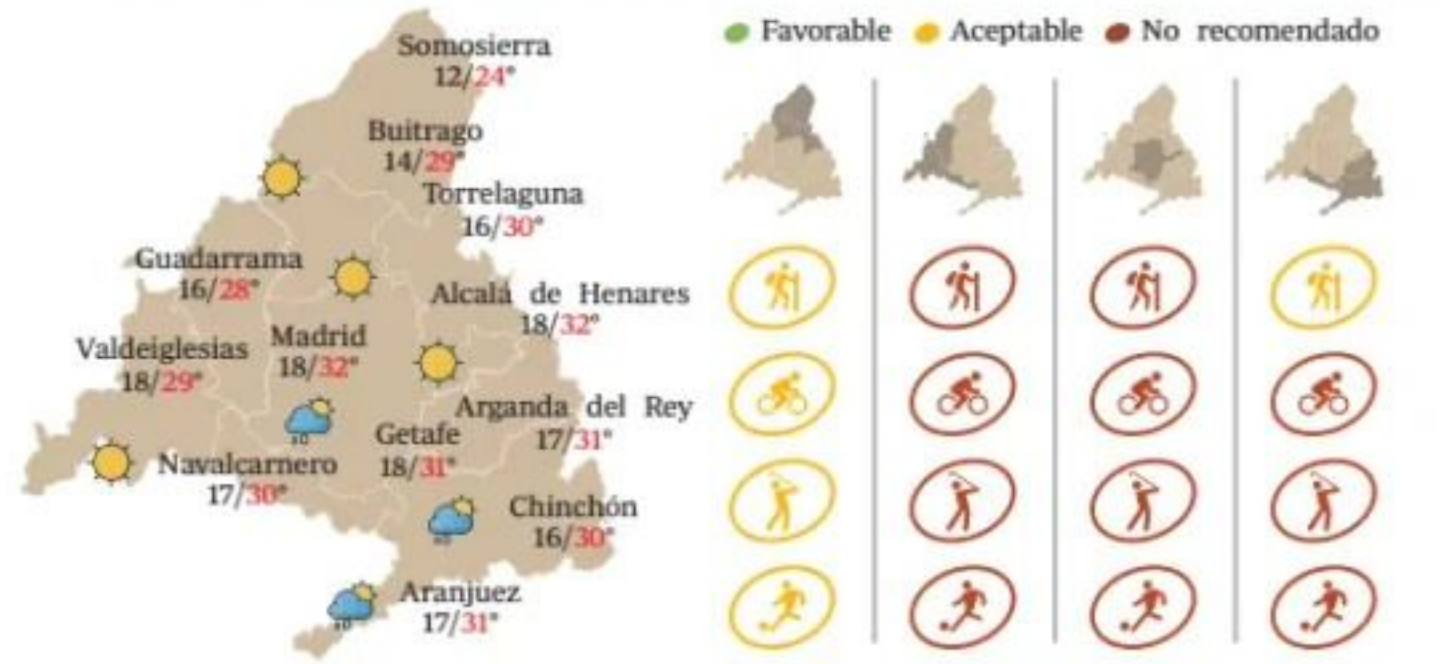 Somosierra
12/24°
Buitrago
14/29°
Torrelaguna
16/30°
Guadarrama
16/28°
Alcalá de Henares
18/32°
Madrid
18/32°
Valdeiglesias
18/29°
Arganda del Rey
17/31°
Getafe
18/31°
Navalcarnero
17/30°
Chinchón
16/30°
Aranjuez
17/31°
Favorable Aceptable No recomendado